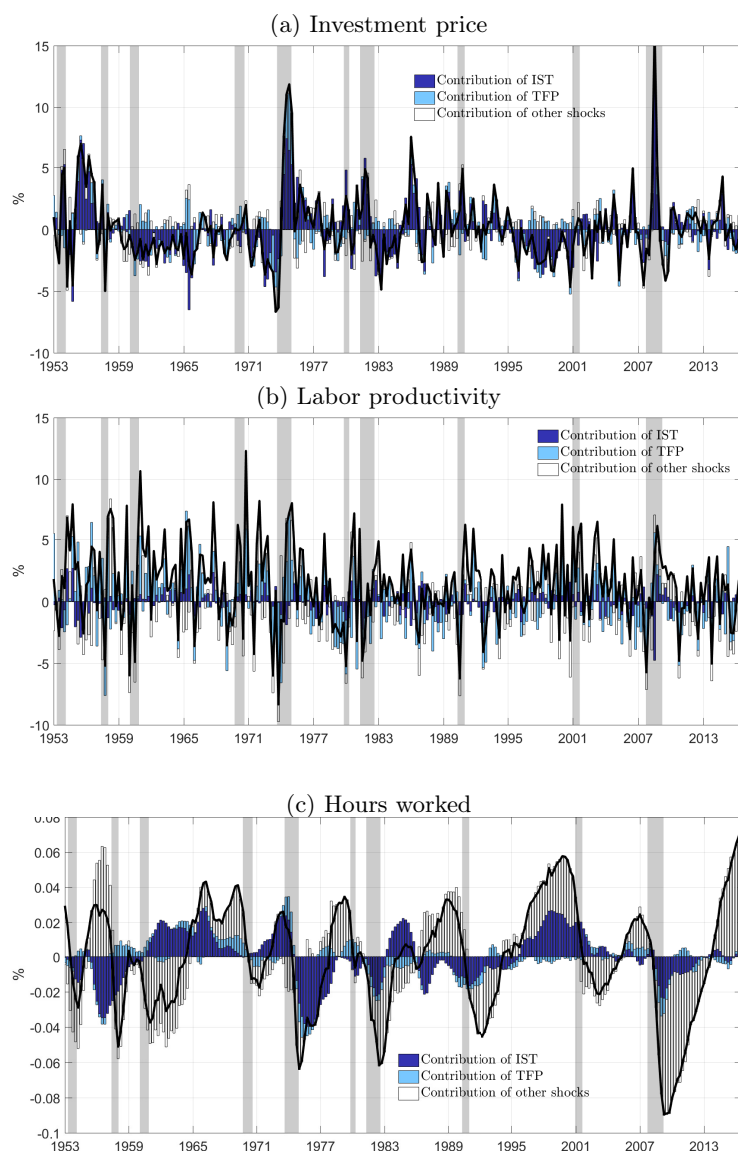 (a) Investment price
15
10
5
0
-5
-10
%
Contribution of IST
Contribution of TFP
Contribution of other shocks
1953 1959 1965 1971 1977 1983 1989 1995 2001 2007 2013
(b) Labor productivity
15
10
5
0
-5
-10
%
Contribution of IST
Contribution of TFP
Contribution of other shocks
1953 1959 1965 1971 1977 1983 1989 1995 2001 2007 2013
(c) Hours worked
0.08
0.06
0.04
0.02
0
-0.02
-0.04
-0.06
-0.08
-0.1
%
Contribution of IST
Contribution of TFP
Contribution of other shocks
1953 1959 1965 1971 1977 1983 1989 1995 2001 2007 2013